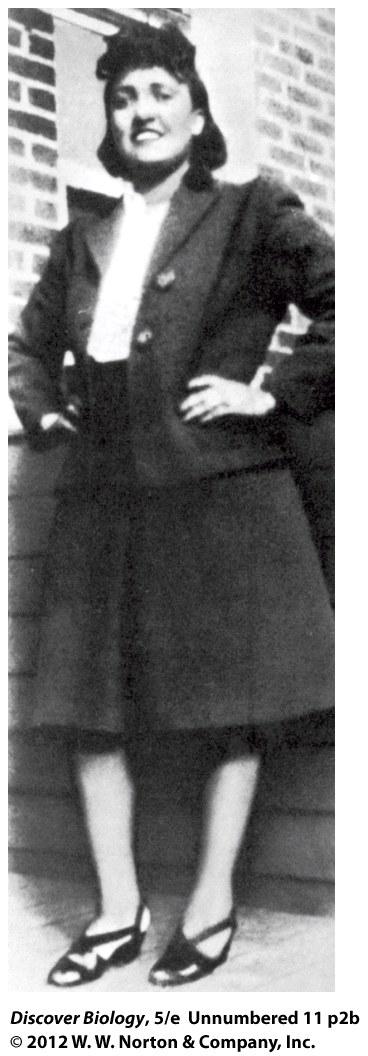 Discover Biology, 5/e Unnumbered 11 p2b
© 2012 W. W. Norton & Company, Inc.